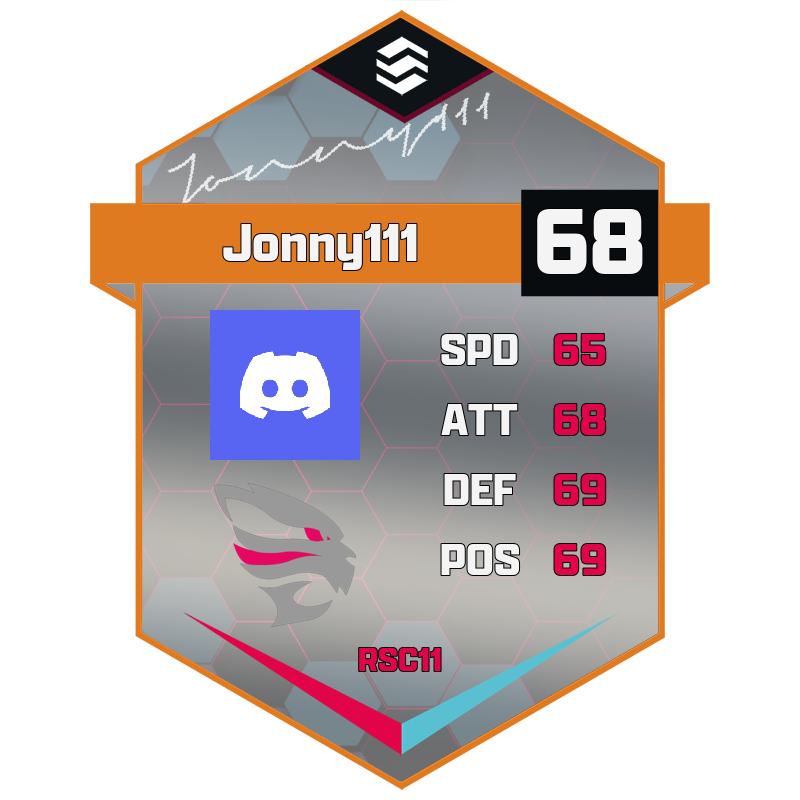 Jonny111
Jonny111 68
SPD 65
ATT 68
DEF 69
POS 69
RSC11